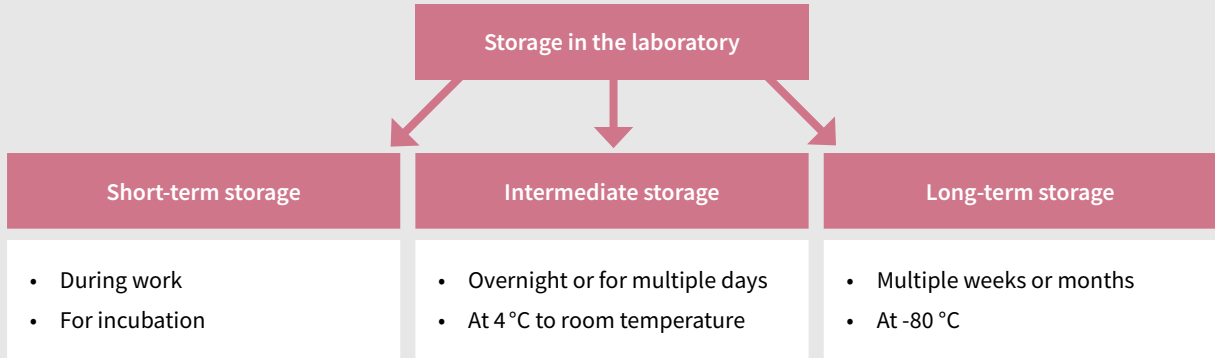 Storage in the laboratory
Short-term storage
• During work
• For incubation
Intermediate storage
• Overnight or for multiple days
• At 4 °C to room temperature
Long-term storage
• Multiple weeks or months
• At -80 °C